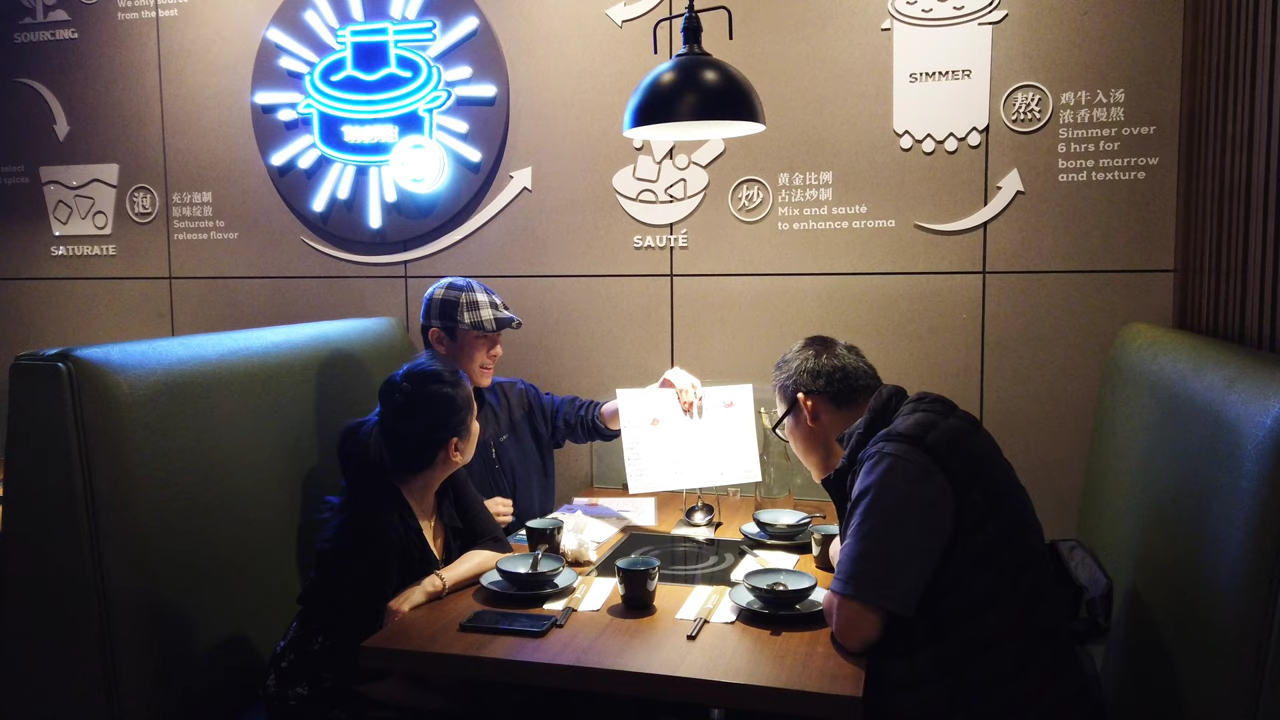 We only source
from the best
SOURCING
select
spices
泡
充分泡制
原味绽放
Saturate to
release flavor
SATURATE
炒
黄金比例
古法炒制
Mix and sauté
to enhance aroma
SAUTÉ
SIMMER
熬
鸡牛入汤
浓香慢熬
Simmer over
6 hrs for
bone marrow
and texture